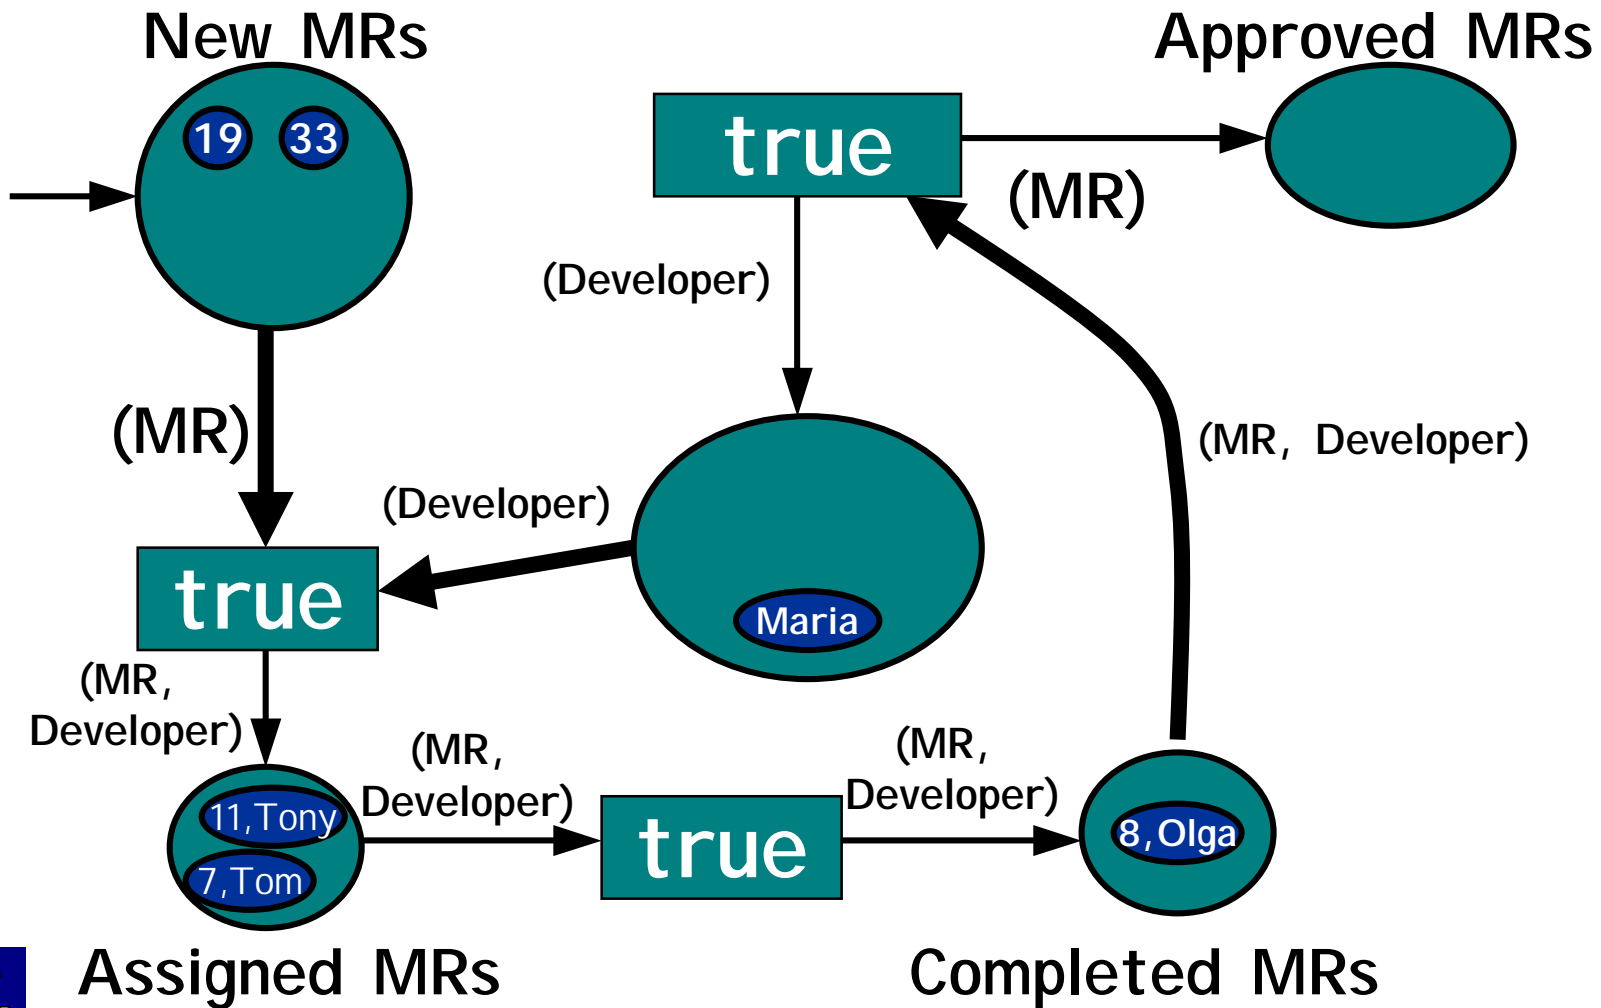 New MRs
Approved MRs
19
33
true
(MR)
(Developer)
(MR)
(MR, Developer)
(Developer)
true
Maria
(MR,
Developer)
(MR,
Developer)
(MR,
Developer)
11,Tony
7,Tom
true
8,Olga
Assigned MRs
Completed MRs